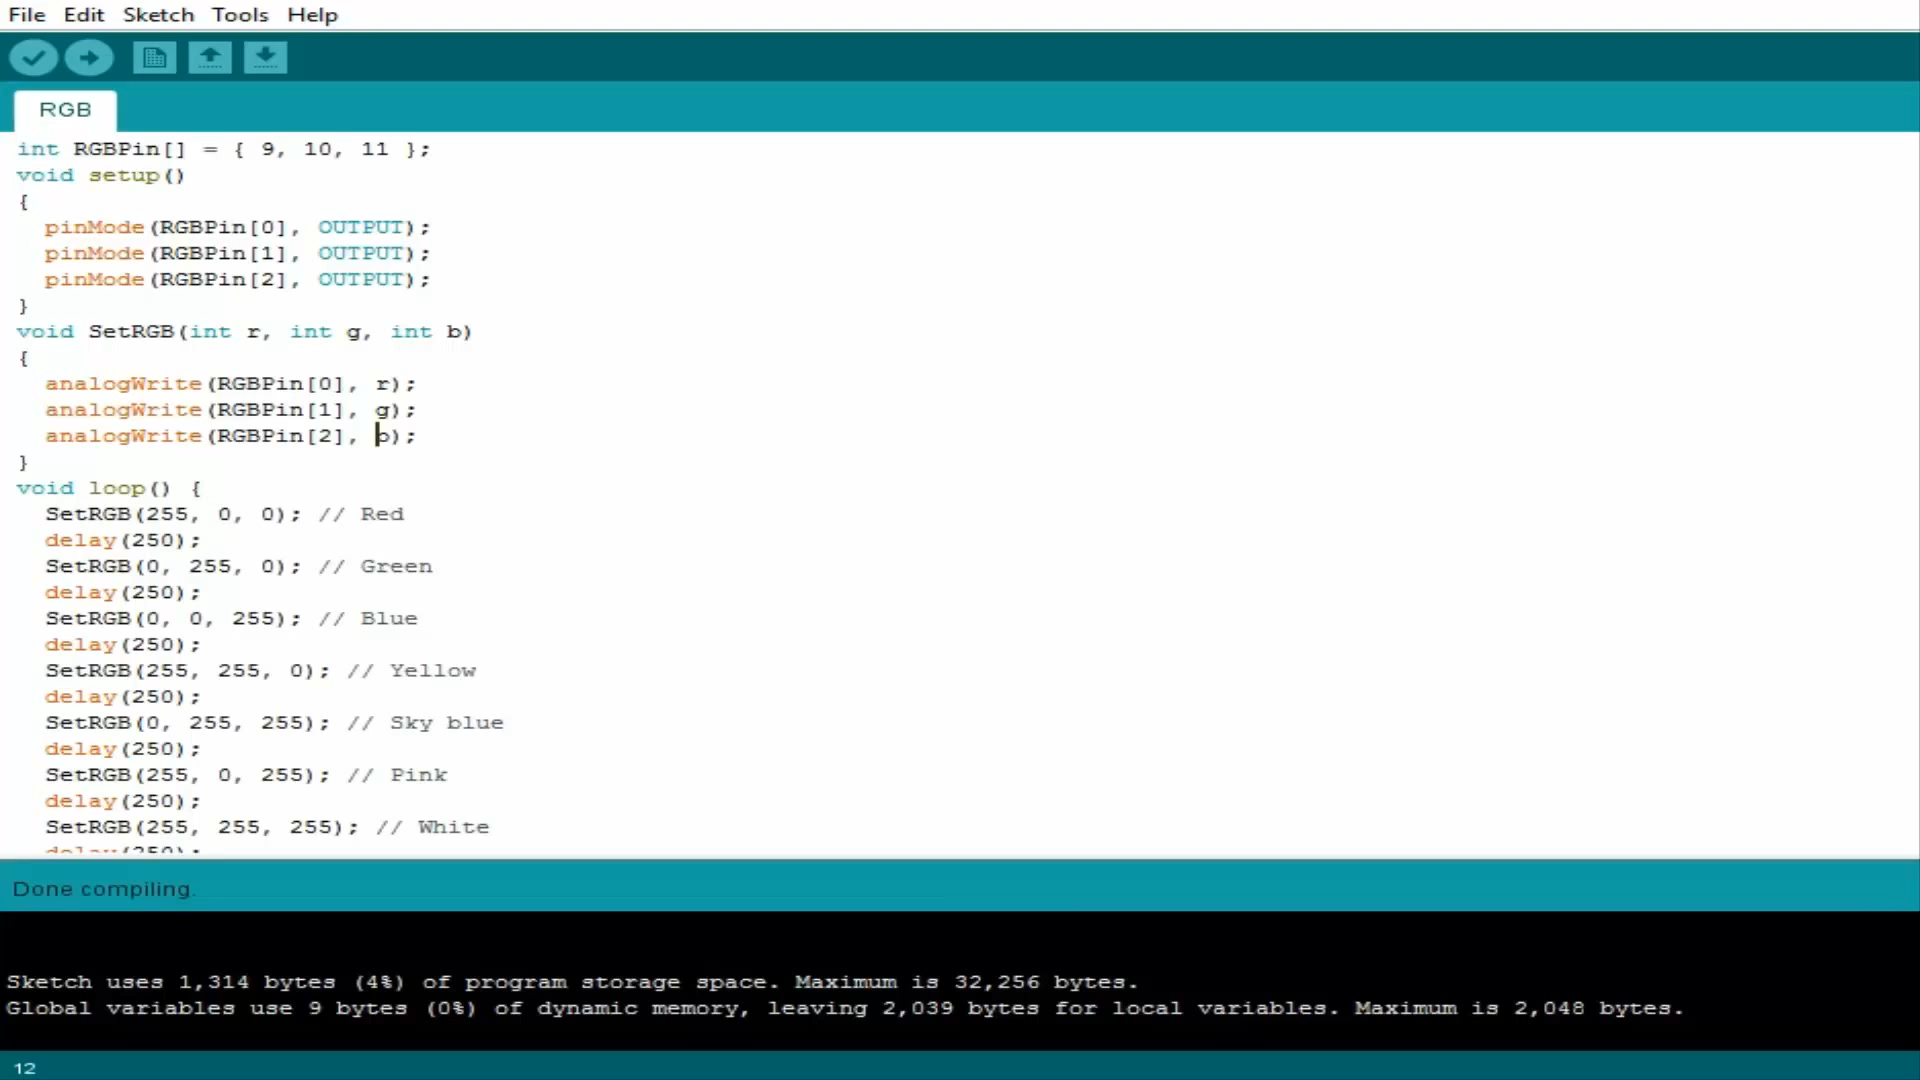 File Edit Sketch Tools Help
RGB
int RGBPin[] = { 9, 10, 11 };
void setup()
{
  pinMode(RGBPin[0], OUTPUT);
  pinMode(RGBPin[1], OUTPUT);
  pinMode(RGBPin[2], OUTPUT);
}
void SetRGB(int r, int g, int b)
{
  analogWrite(RGBPin[0], r);
  analogWrite(RGBPin[1], g);
  analogWrite(RGBPin[2], b);
}
void loop() {
  SetRGB(255, 0, 0); // Red
  delay(250);
  SetRGB(0, 255, 0); // Green
  delay(250);
  SetRGB(0, 0, 255); // Blue
  delay(250);
  SetRGB(255, 255, 0); // Yellow
  delay(250);
  SetRGB(0, 255, 255); // Sky blue
  delay(250);
  SetRGB(255, 0, 255); // Pink
  delay(250);
  SetRGB(255, 255, 255); // White
  delay(250);
Done compiling.
Sketch uses 1,314 bytes (4%) of program storage space. Maximum is 32,256 bytes.
Global variables use 9 bytes (0%) of dynamic memory, leaving 2,039 bytes for local variables. Maximum is 2,048 bytes.
12